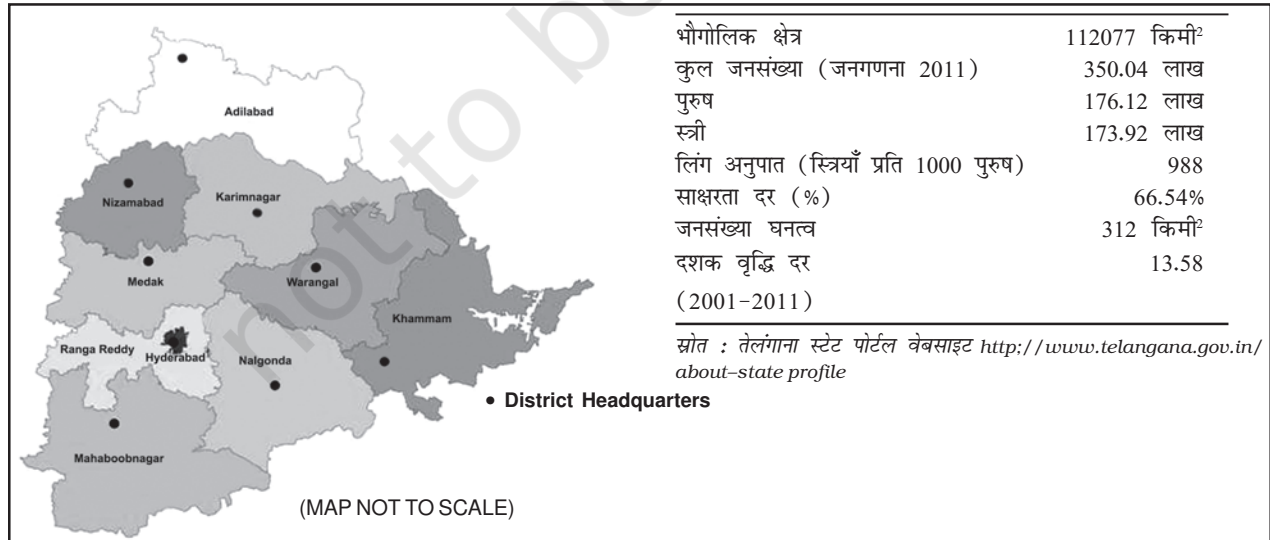 not to be
Adilabad
Nizamabad
Karimnagar
Medak
Warangal
Khammam
Ranga Reddy
Hyderabad
Nalgonda
Mahaboobnagar
• District Headquarters
(MAP NOT TO SCALE)
भौगोलिक क्षेत्र 112077 किमी²
कुल जनसंख्या (जनगणना 2011) 350.04 लाख
पुरुष 176.12 लाख
स्त्री 173.92 लाख
लिंग अनुपात (स्त्रियाँ प्रति 1000 पुरुष) 988
साक्षरता दर (%) 66.54%
जनसंख्या घनत्व 312 किमी²
दशक वृद्धि दर 13.58
(2001-2011)
स्रोत : तेलंगाना स्टेट पोर्टल वेबसाइट http;//www.telangana.gov.in/
about–state profile